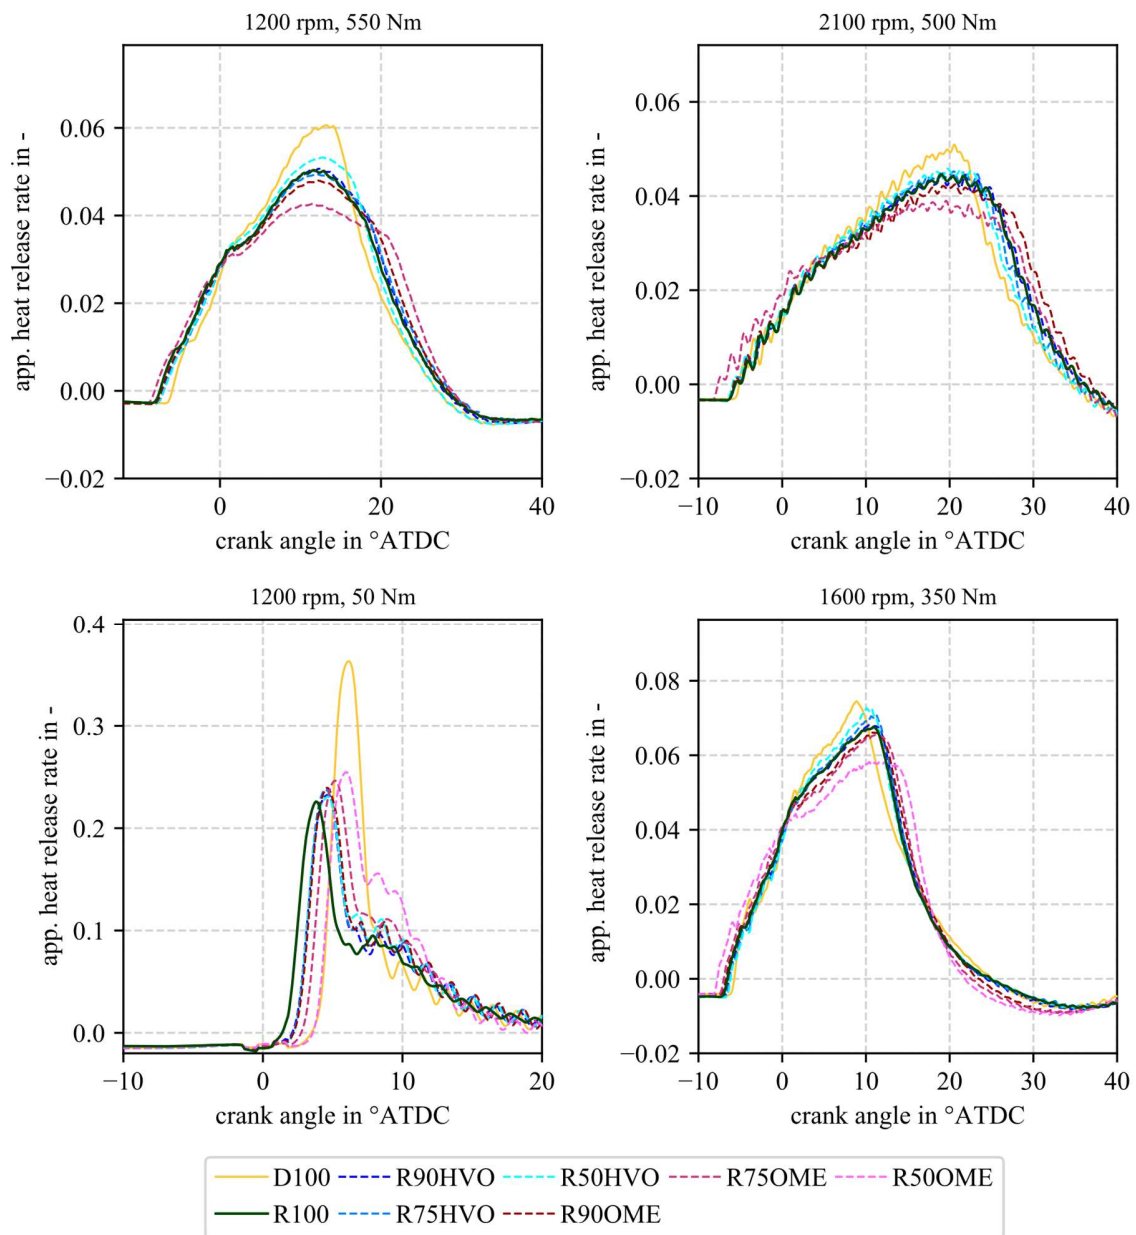 1200 rpm, 550 Nm
app. heat release rate in -
0.06
0.04
0.02
0.00
−0.02
0
20
40
crank angle in °ATDC
2100 rpm, 500 Nm
app. heat release rate in -
0.06
0.04
0.02
0.00
−0.02
−10
0
10
20
30
40
crank angle in °ATDC
1200 rpm, 50 Nm
app. heat release rate in -
0.4
0.3
0.2
0.1
0.0
−10
0
10
20
crank angle in °ATDC
1600 rpm, 350 Nm
app. heat release rate in -
0.08
0.06
0.04
0.02
0.00
−0.02
−10
0
10
20
30
40
crank angle in °ATDC
D100 R90HVO R50HVO R75OME R50OME
R100 R75HVO R90OME